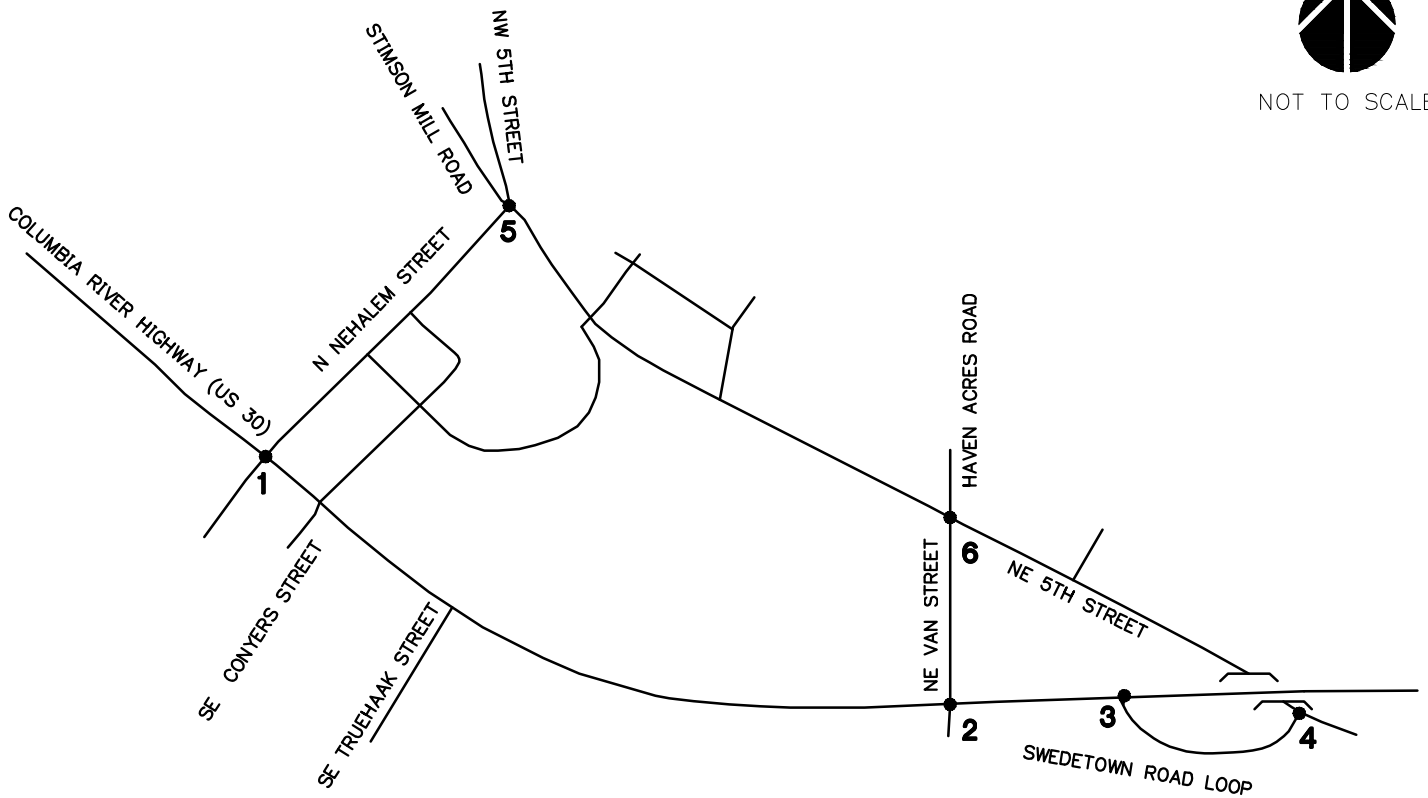 NW 5TH STREET
STIMSON MILL ROAD
NOT TO SCALE
COLUMBIA RIVER HIGHWAY (US 30)
N NEHALEM STREET
5
1
HAVEN ACRES ROAD
6
NE VAN STREET
NE 5TH STREET
SE CONYERS STREET
SE TRUEHAAK STREET
2
3
4
SWEDETOWN ROAD LOOP